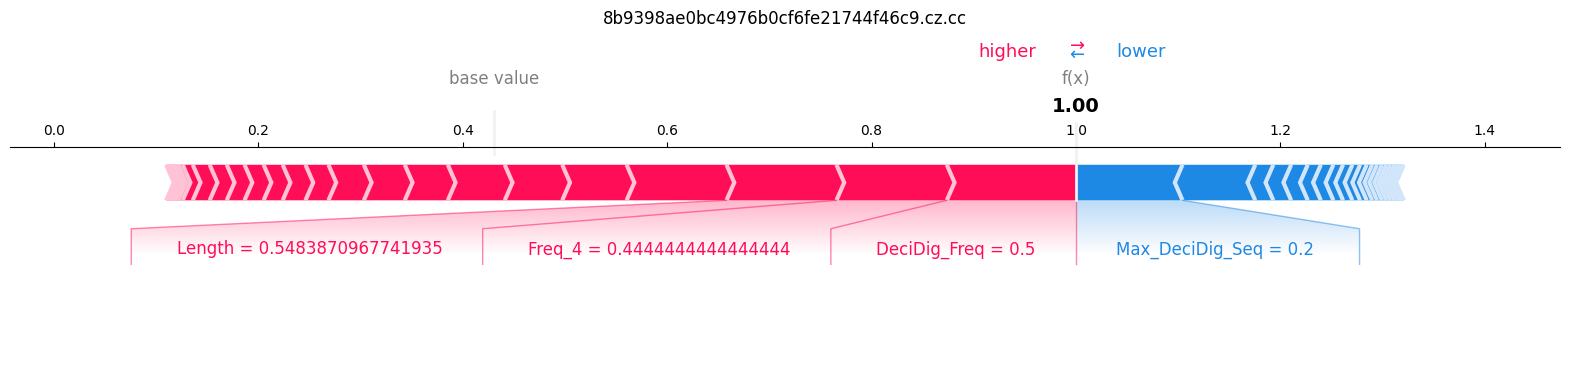 8b9398ae0bc4976b0cf6fe21744f46c9.cz.cc
higher ⇄ lower
base value f(x)
1.00
0.0 0.2 0.4 0.6 0.8 1.0 1.2 1.4
Length = 0.5483870967741935 Freq_4 = 0.4444444444444444 DeciDig_Freq = 0.5 Max_DeciDig_Seq = 0.2